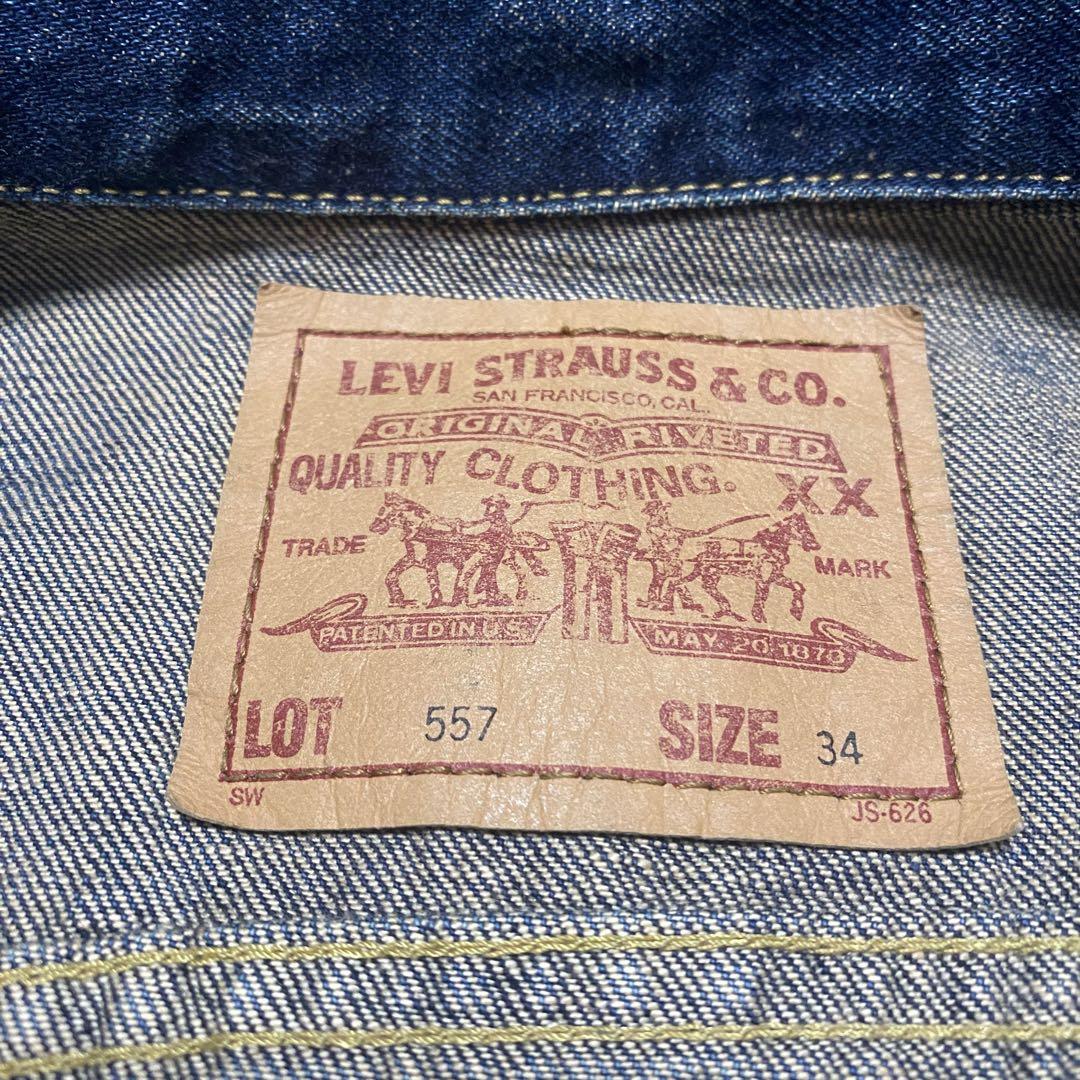 LEVI STRAUSS & CO.
SAN FRANCISCO, CAL.
ORIGINAL RIVETED
QUALITY CLOTHING. XX
TRADE MARK
PATENTED IN U.S. MAY 20 1873
LOT 557 SIZE 34
SW JS-626